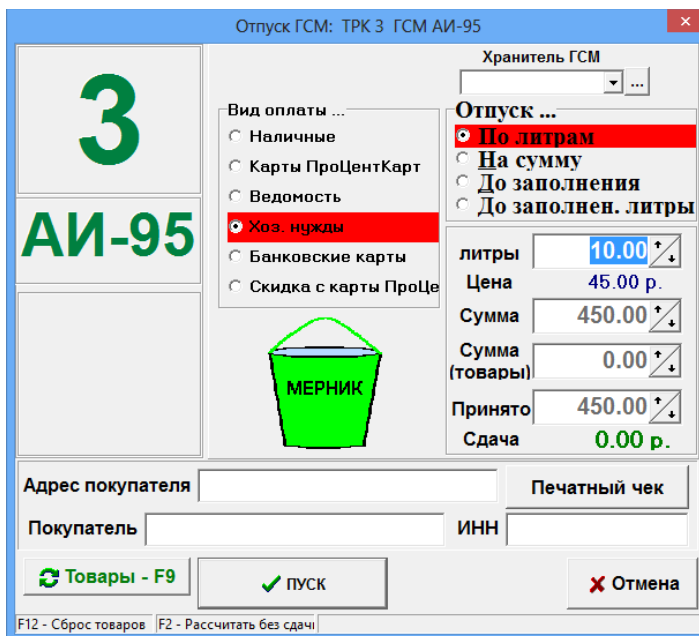 Отпуск ГСМ: ТРК 3 ГСМ АИ-95
×
3
АИ-95
Хранитель ГСМ
...
Вид оплаты ...
Наличные
Карты ПроЦентКарт
Ведомость
Хоз. нужды
Банковские карты
Скидка с карты ПроЦе
МЕРНИК
Отпуск ...
По литрам
На сумму
До заполнения
До заполнен. литры
литры 10.00
Цена 45.00 р.
Сумма 450.00
Сумма (товары) 0.00
Принято 450.00
Сдача 0.00 р.
Адрес покупателя
Печатный чек
Покупатель
ИНН
Товары - F9
ПУСК
Отмена
F12 - Сброс товаров
F2 - Рассчитать без сдачи